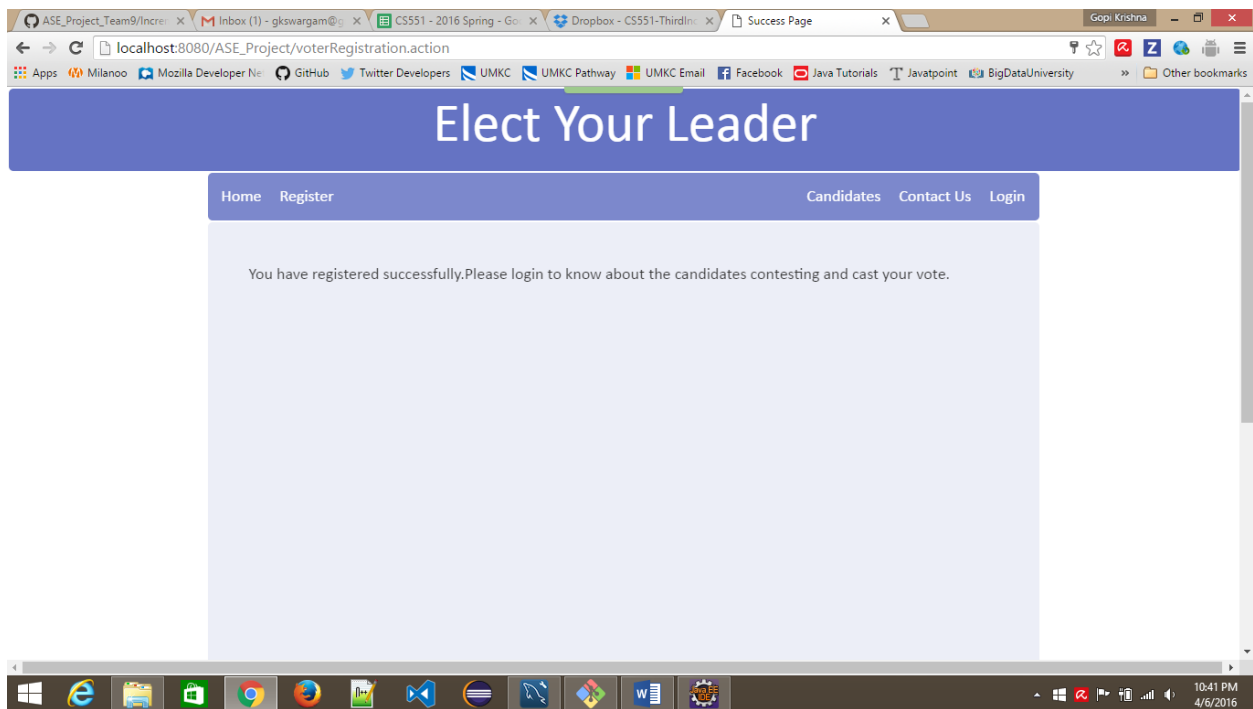 ASE_Project_Team9/Incre
Inbox (1) - gkswargam@g
CS551 - 2016 Spring - Go
Dropbox - CS551-ThirdInc
Success Page
Gopi Krishna
localhost:8080/ASE_Project/voterRegistration.action
Apps Milanoo Mozilla Developer Ne GitHub Twitter Developers UMKC UMKC Pathway UMKC Email Facebook Java Tutorials Javatpoint BigDataUniversity » Other bookmarks
Elect Your Leader
Home Register Candidates Contact Us Login
You have registered successfully.Please login to know about the candidates contesting and cast your vote.
10:41 PM
4/6/2016